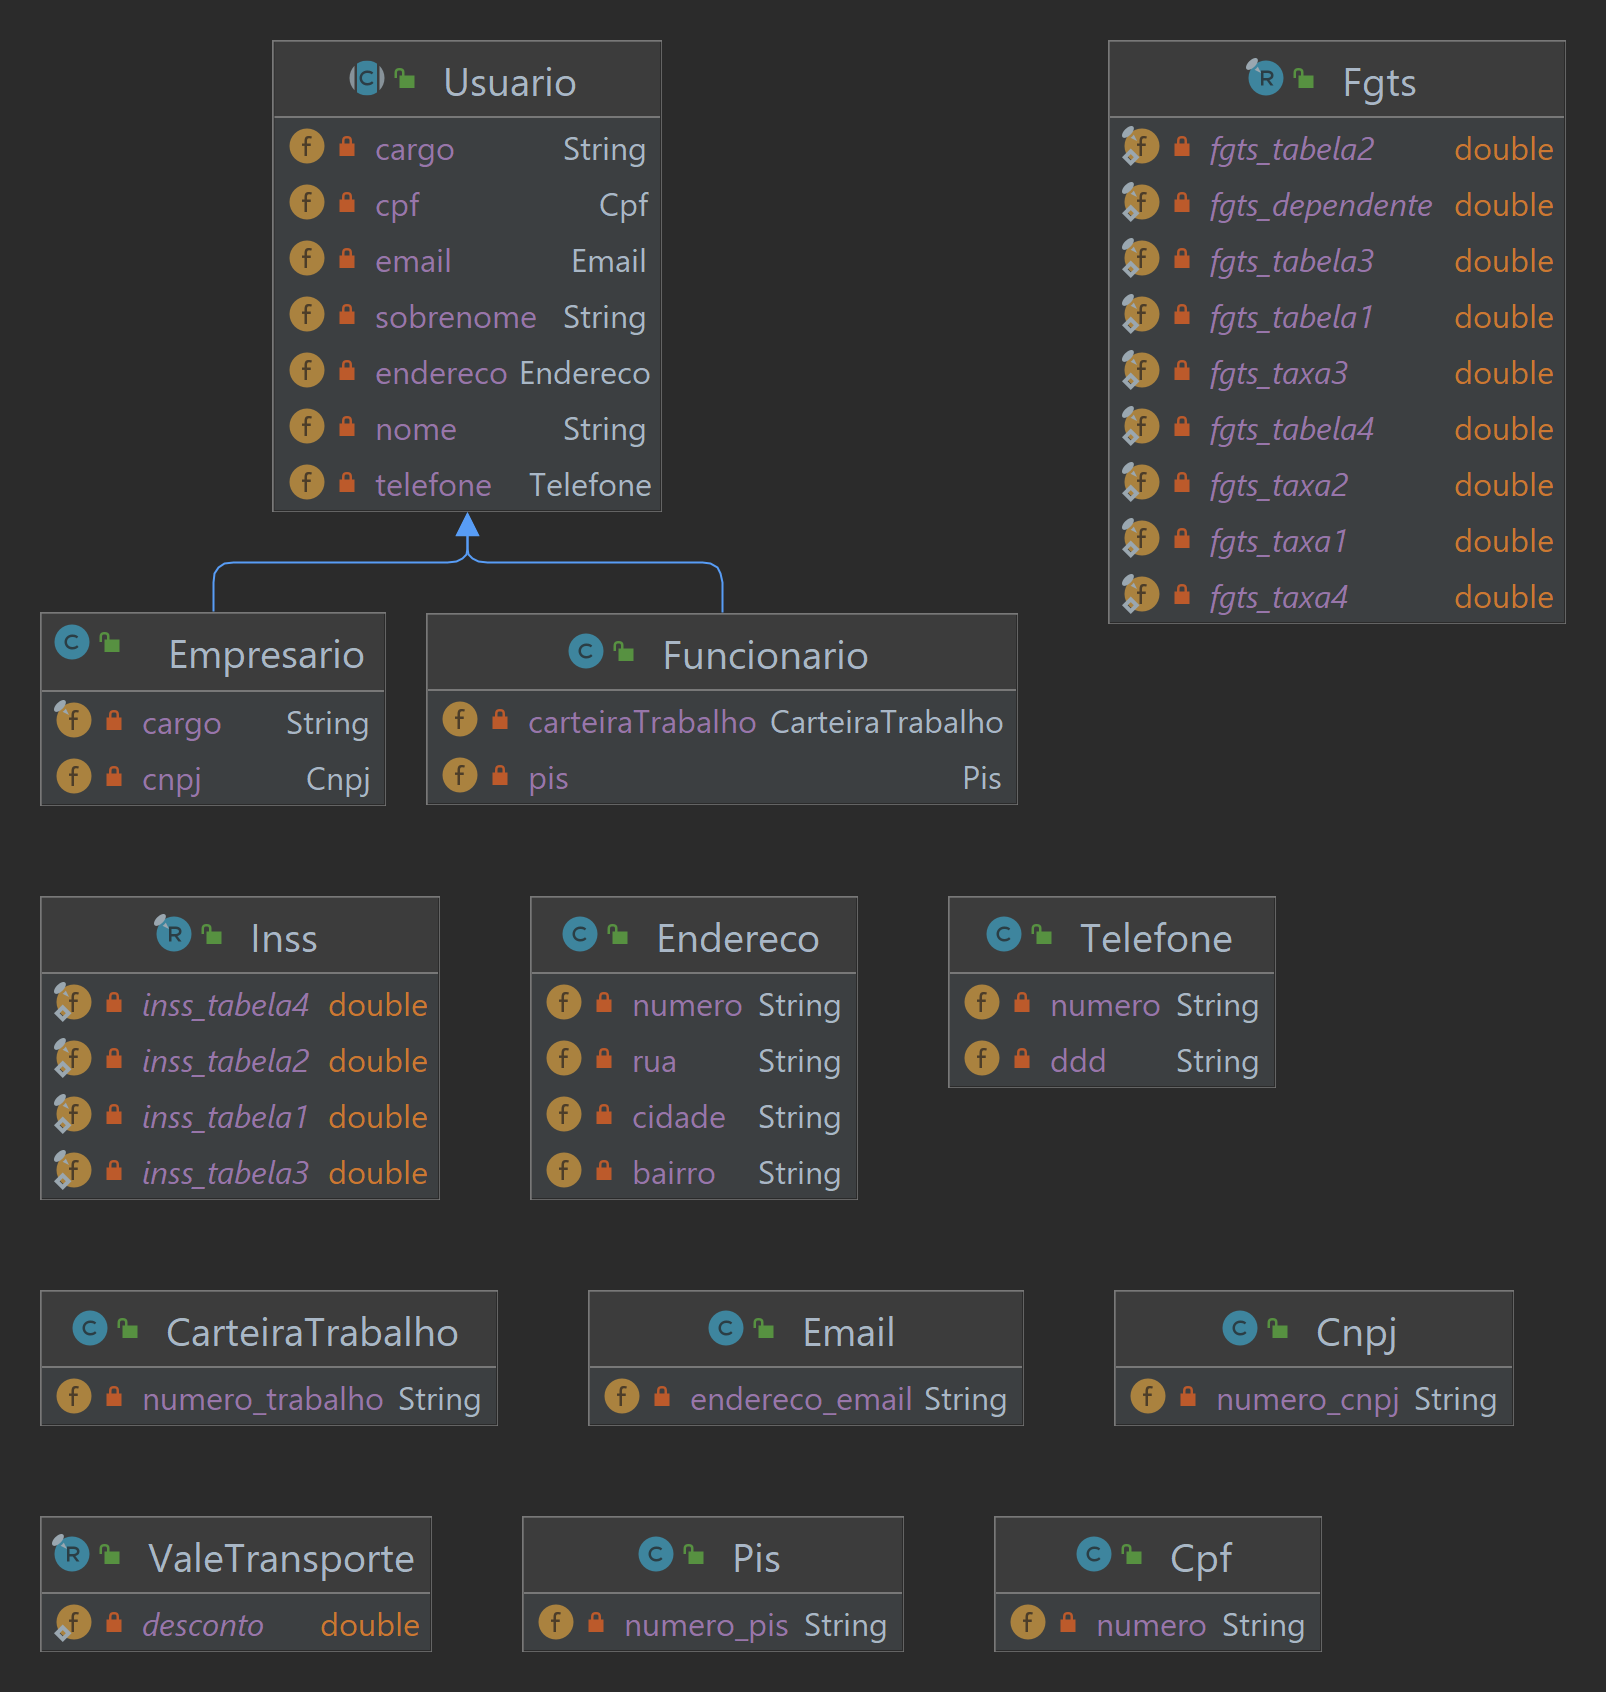 Usuario
cargo String
cpf Cpf
email Email
sobrenome String
endereco Endereco
nome String
telefone Telefone
Fgts
fgts_tabela2 double
fgts_dependente double
fgts_tabela3 double
fgts_tabela1 double
fgts_taxa3 double
fgts_tabela4 double
fgts_taxa2 double
fgts_taxa1 double
fgts_taxa4 double
Empresario
cargo String
cnpj Cnpj
Funcionario
carteiraTrabalho CarteiraTrabalho
pis Pis
Inss
inss_tabela4 double
inss_tabela2 double
inss_tabela1 double
inss_tabela3 double
Endereco
numero String
rua String
cidade String
bairro String
Telefone
numero String
ddd String
CarteiraTrabalho
numero_trabalho String
Email
endereco_email String
Cnpj
numero_cnpj String
ValeTransporte
desconto double
Pis
numero_pis String
Cpf
numero String